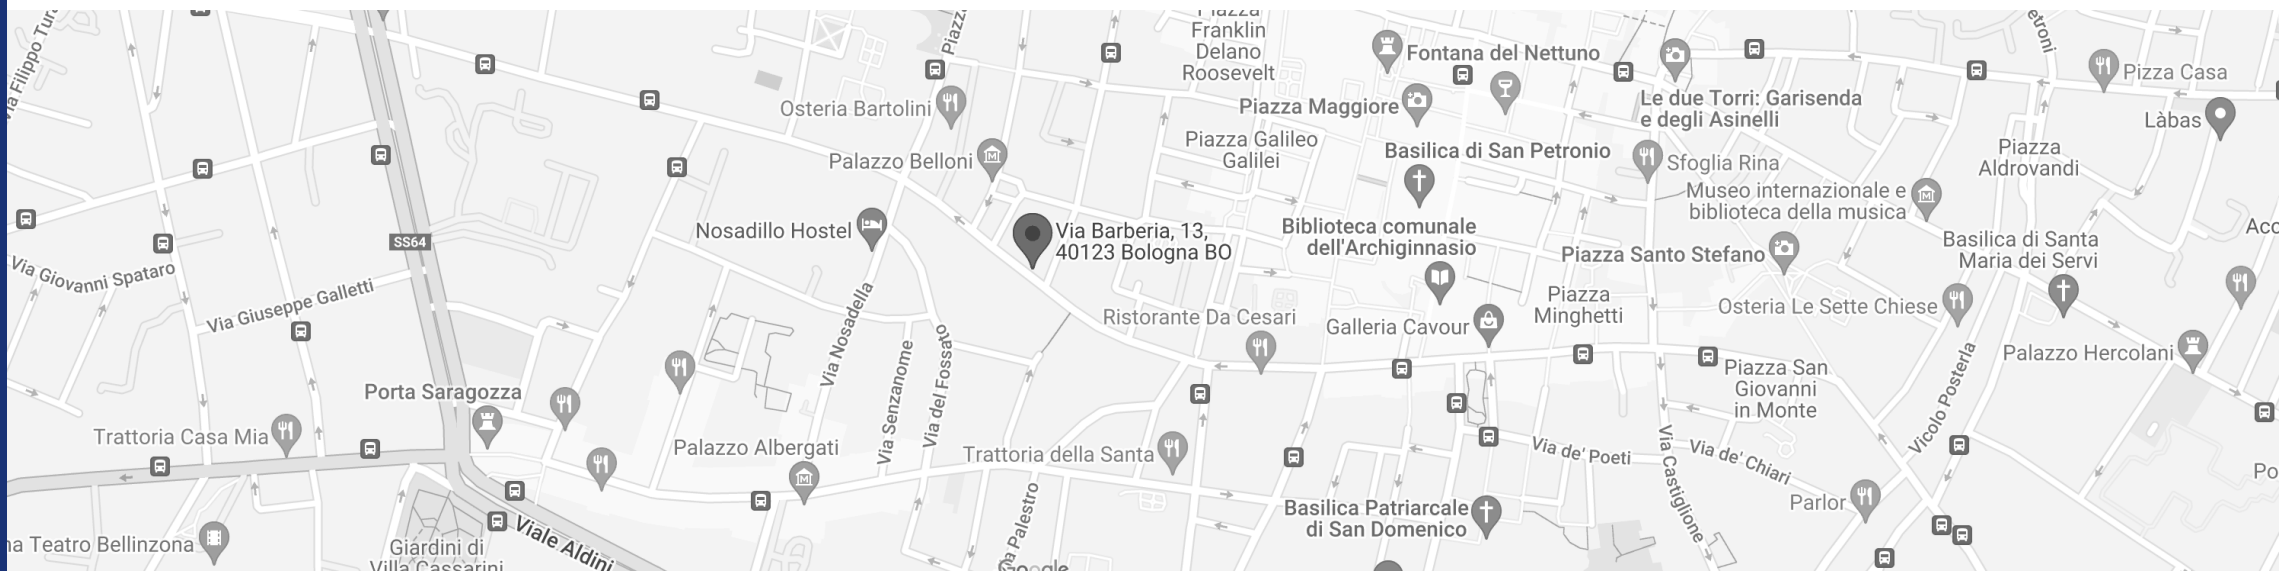 Piazza
Franklin
Delano
Roosevelt
Fontana del Nettuno
Pizza Casa
Osteria Bartolini
Piazza Maggiore
Le due Torri: Garisenda
e degli Asinelli
Làbas
Palazzo Belloni
Piazza Galileo
Galilei
Basilica di San Petronio
Sfoglia Rina
Piazza
Aldrovandi
Museo internazionale e
biblioteca della musica
Nosadillo Hostel
Via Barberia, 13,
40123 Bologna BO
Biblioteca comunale
dell'Archiginnasio
Piazza Santo Stefano
Basilica di Santa
Maria dei Servi
SS64
Via Giovanni Spataro
Via Giuseppe Galletti
Via Nosadella
Ristorante Da Cesari
Galleria Cavour
Piazza
Minghetti
Osteria Le Sette Chiese
Palazzo Hercolani
Via Senzanome
Via del Fossato
Piazza San
Giovanni
in Monte
Vicolo Posterla
Porta Saragozza
Trattoria Casa Mia
Palazzo Albergati
Trattoria della Santa
Via de' Poeti
Via Castiglione
Via de' Chiari
Parlor
Basilica Patriarcale
di San Domenico
Teatro Bellinzona
Giardini di
Villa Cassarini
Viale Aldini
Palestro
Google